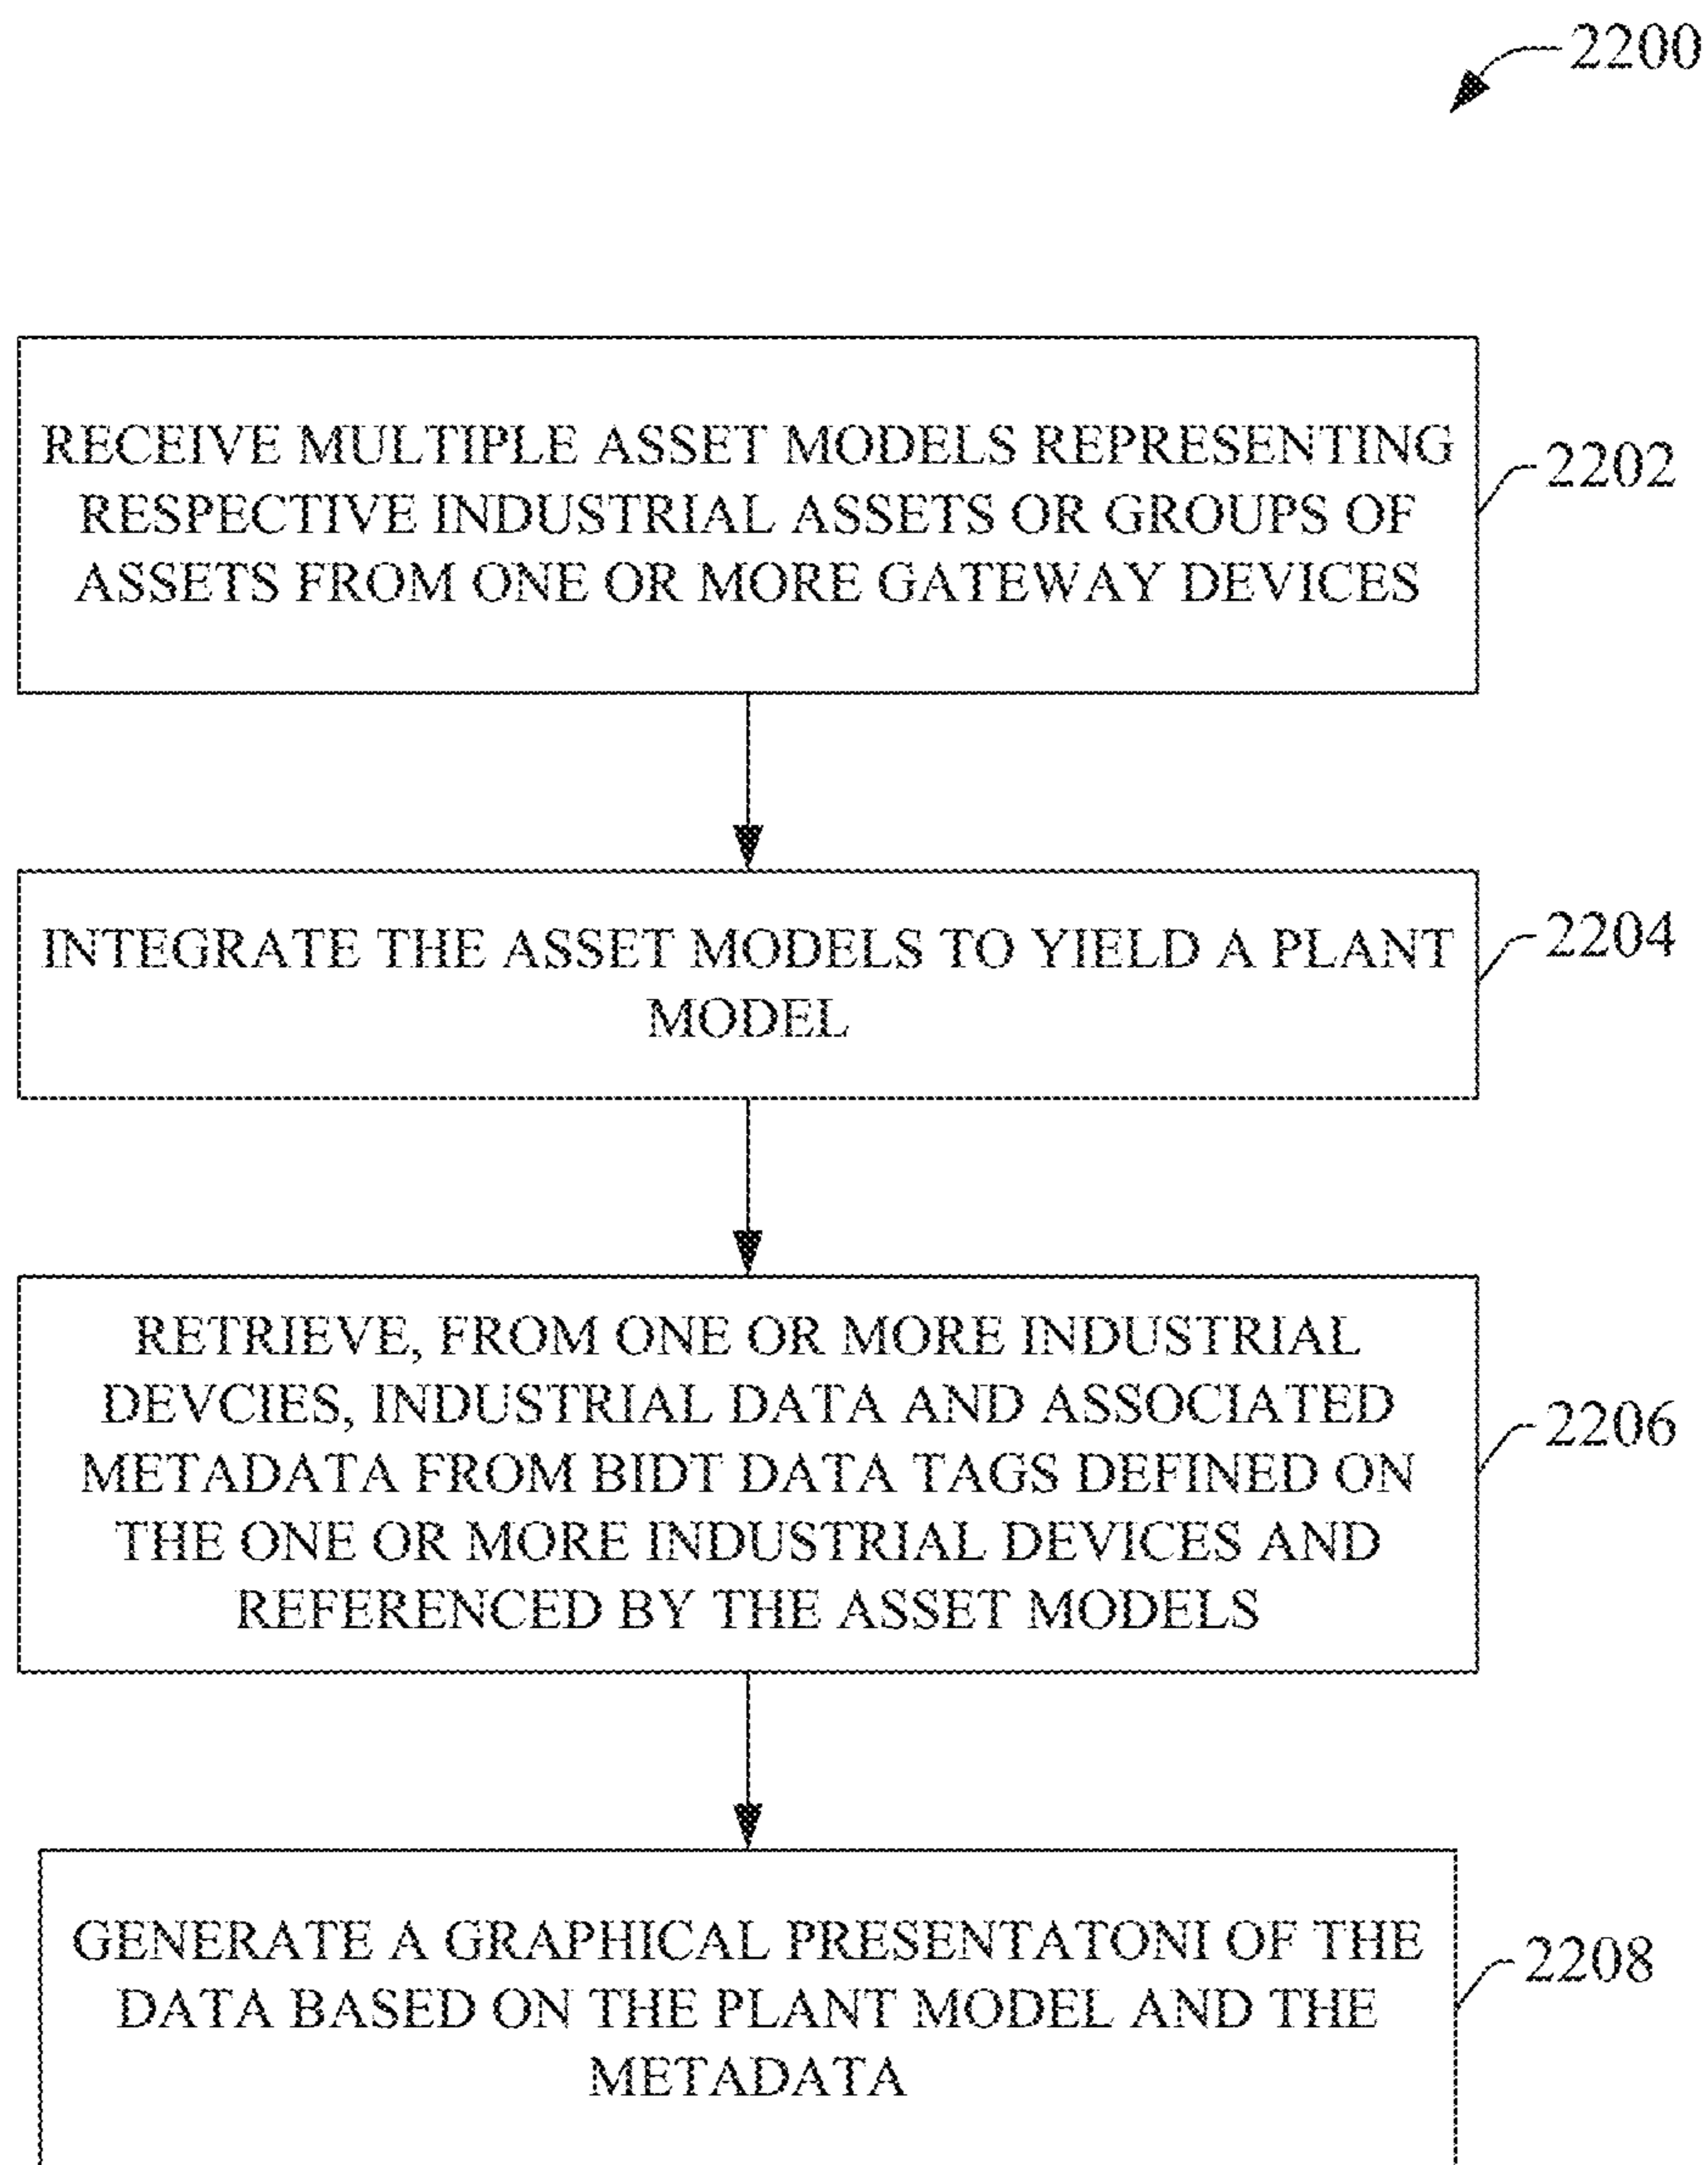 2200
RECEIVE MULTIPLE ASSET MODELS REPRESENTING
RESPECTIVE INDUSTRIAL ASSETS OR GROUPS OF
ASSETS FROM ONE OR MORE GATEWAY DEVICES
2202
INTEGRATE THE ASSET MODELS TO YIELD A PLANT
MODEL
2204
RETRIEVE, FROM ONE OR MORE INDUSTRIAL
DEVCIES, INDUSTRIAL DATA AND ASSOCIATED
METADATA FROM BIDT DATA TAGS DEFINED ON
THE ONE OR MORE INDUSTRIAL DEVICES AND
REFERENCED BY THE ASSET MODELS
2206
GENERATE A GRAPHICAL PRESENTATONI OF THE
DATA BASED ON THE PLANT MODEL AND THE
METADATA
2208